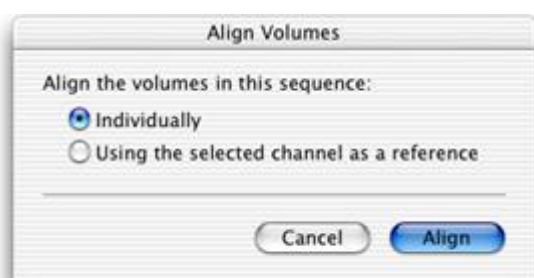 Align Volumes
Align the volumes in this sequence:
Individually
Using the selected channel as a reference
Cancel Align